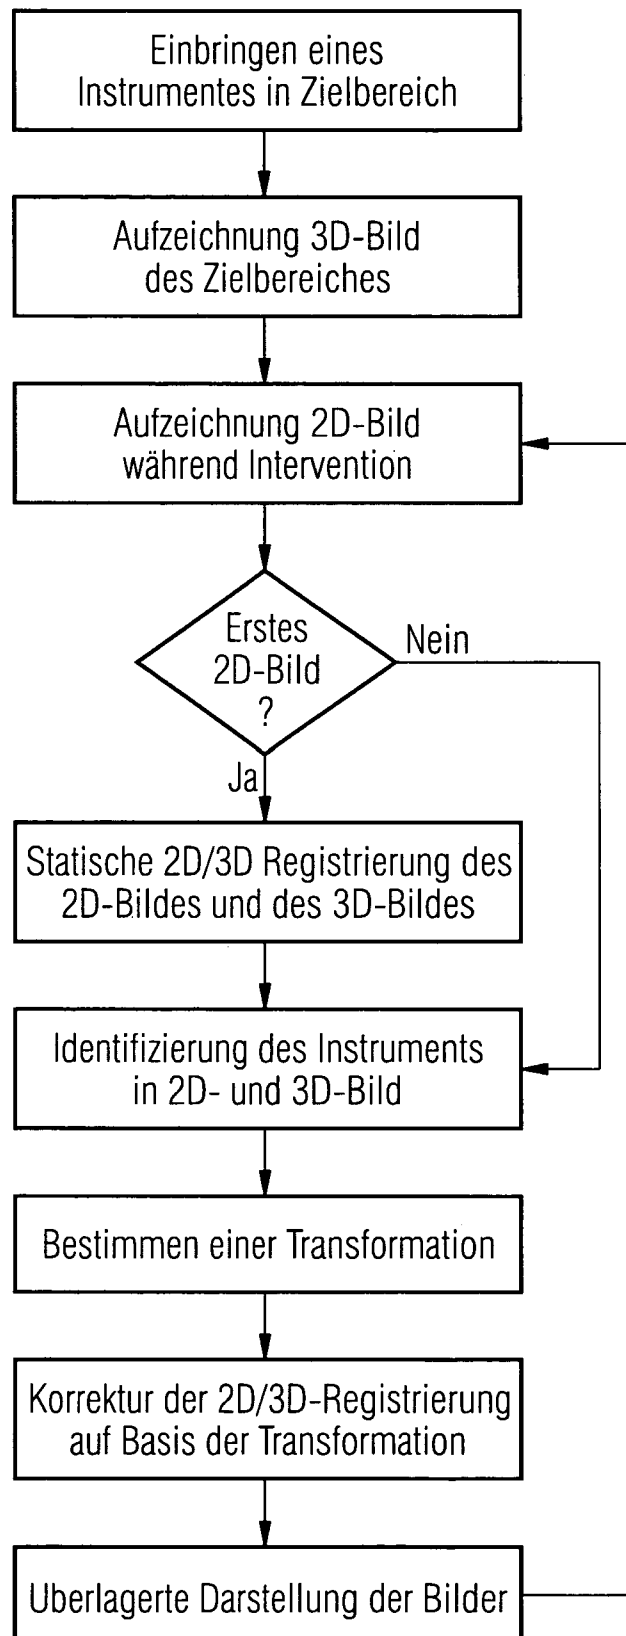 Einbringen eines
Instrumentes in Zielbereich
Aufzeichnung 3D-Bild
des Zielbereiches
Aufzeichnung 2D-Bild
während Intervention
Erstes
2D-Bild
?
Nein
Ja
Statische 2D/3D Registrierung des
2D-Bildes und des 3D-Bildes
Identifizierung des Instruments
in 2D- und 3D-Bild
Bestimmen einer Transformation
Korrektur der 2D/3D-Registrierung
auf Basis der Transformation
Uberlagerte Darstellung der Bilder